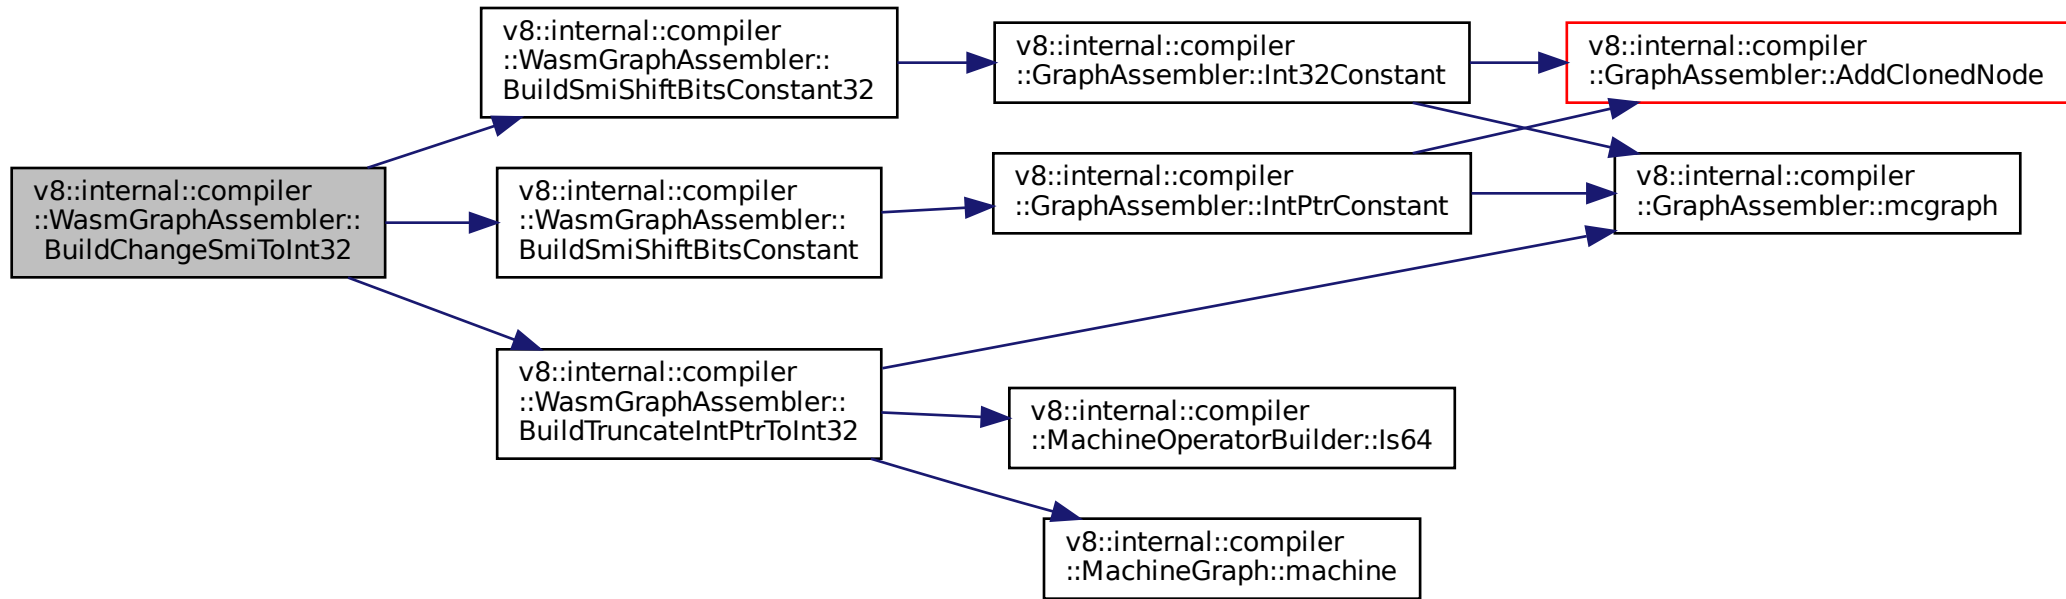 v8::internal::compiler
::WasmGraphAssembler::
BuildChangeSmiToInt32
v8::internal::compiler
::WasmGraphAssembler::
BuildSmiShiftBitsConstant32
v8::internal::compiler
::WasmGraphAssembler::
BuildSmiShiftBitsConstant
v8::internal::compiler
::WasmGraphAssembler::
BuildTruncateIntPtrToInt32
v8::internal::compiler
::GraphAssembler::Int32Constant
v8::internal::compiler
::GraphAssembler::IntPtrConstant
v8::internal::compiler
::MachineOperatorBuilder::Is64
v8::internal::compiler
::MachineGraph::machine
v8::internal::compiler
::GraphAssembler::AddClonedNode
v8::internal::compiler
::GraphAssembler::mcgraph